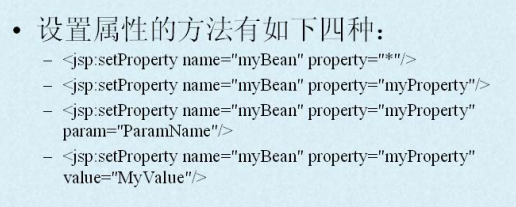 • 设置属性的方法有如下四种：
– <jsp:setProperty name="myBean" property="*"/>
– <jsp:setProperty name="myBean" property="myProperty"/>
– <jsp:setProperty name="myBean" property="myProperty"
param="ParamName"/>
– <jsp:setProperty name="myBean" property="myProperty"
value="MyValue"/>